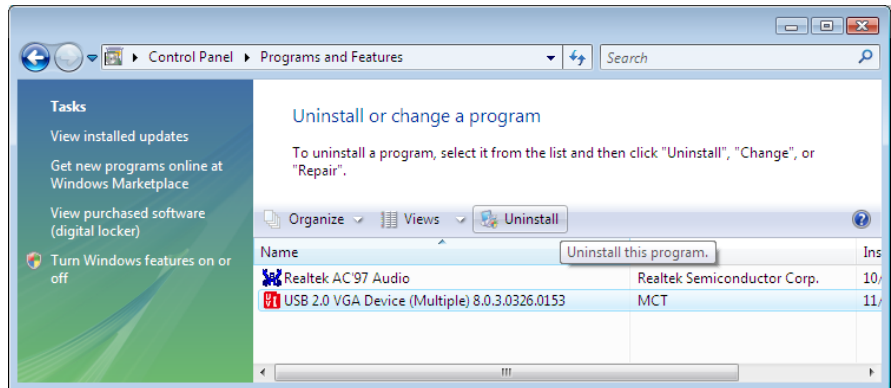 Control Panel Programs and Features
Search
Tasks
View installed updates
Get new programs online at
Windows Marketplace
View purchased software
(digital locker)
Turn Windows features on or
off
Uninstall or change a program
To uninstall a program, select it from the list and then click "Uninstall", "Change", or
"Repair".
Organize Views Uninstall
Name Ins
Uninstall this program.
Realtek AC'97 Audio Realtek Semiconductor Corp. 10/
USB 2.0 VGA Device (Multiple) 8.0.3.0326.0153 MCT 11/